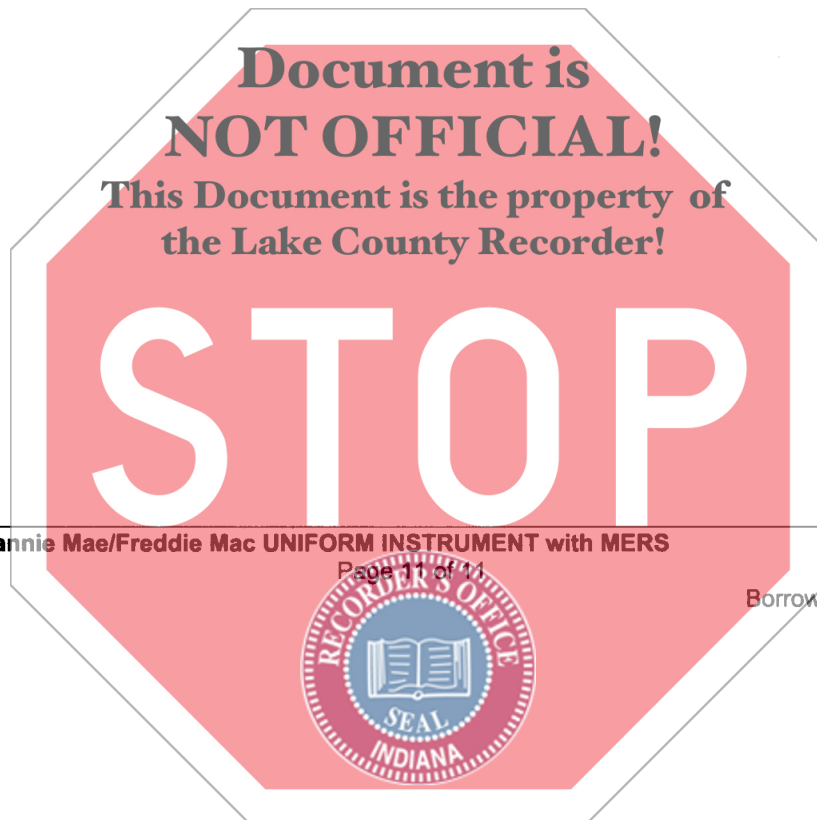 Document is
NOT OFFICIAL!
This Document is the property of
the Lake County Recorder!
STOP
annie Mae/Freddie Mac UNIFORM INSTRUMENT with MERS
Page 11 of 11
Borrow
RECORDER'S OFFICE
SEAL
INDIANA